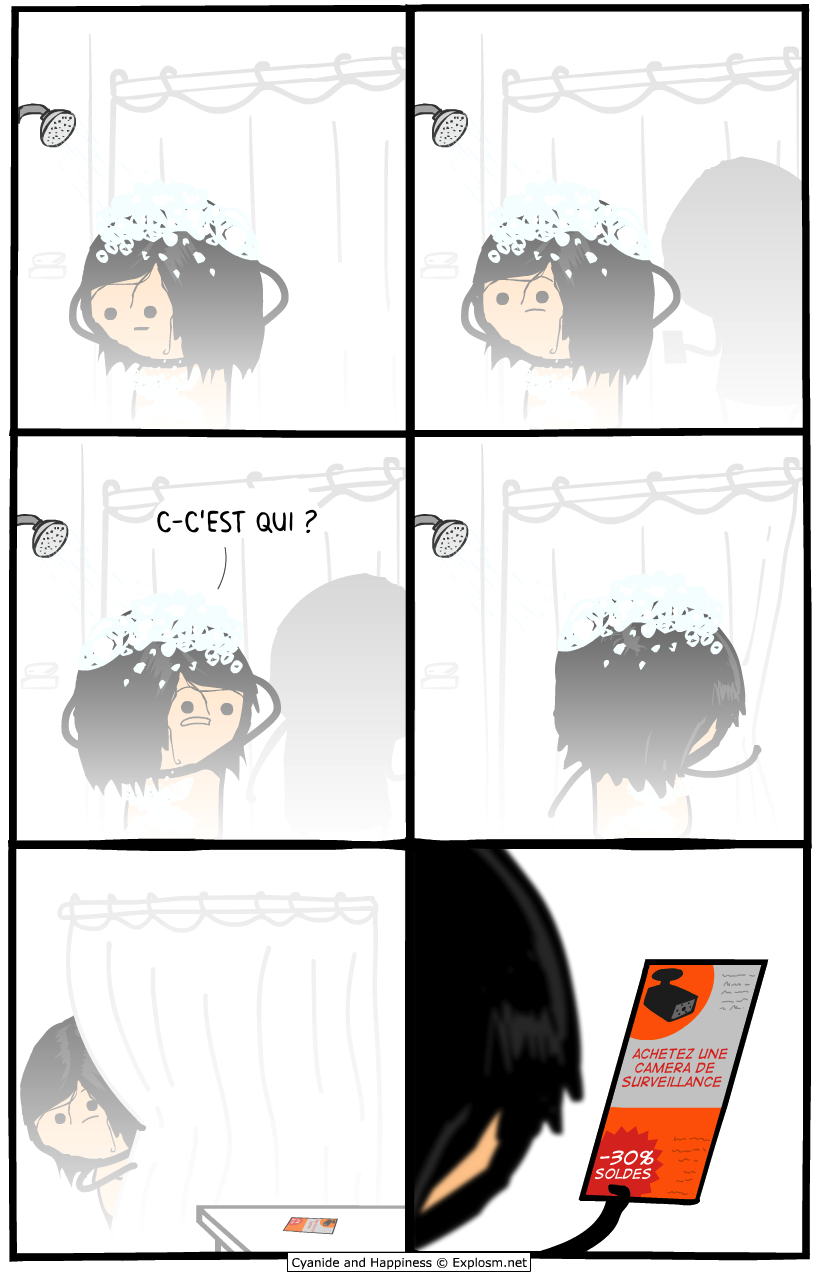 C-C'EST QUI ?
ACHETEZ UNE
CAMERA DE
SURVEILLANCE
-30%
SOLDES
Cyanide and Happiness © Explosm.net